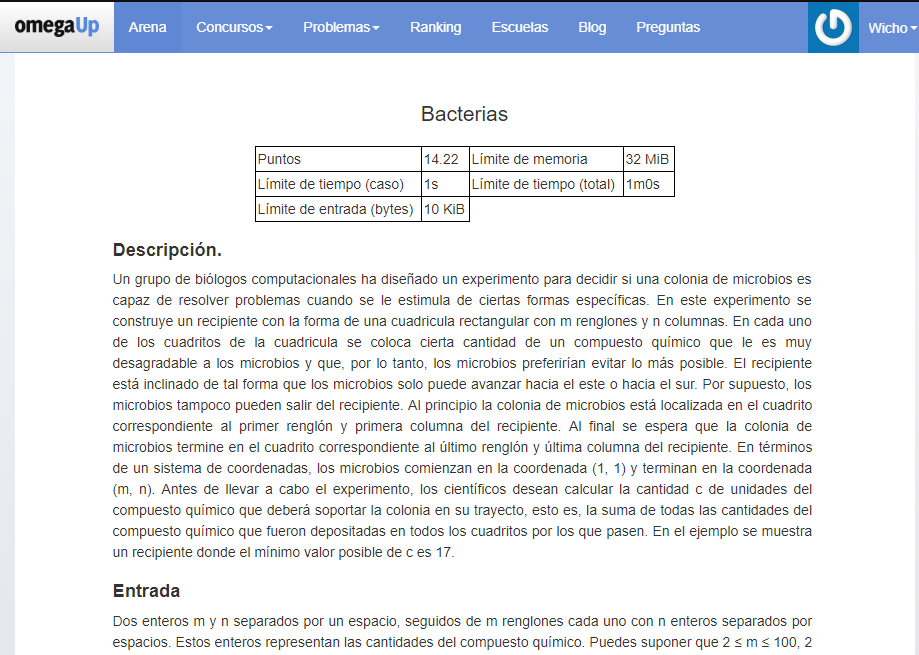 omegaUp Arena Concursos Problemas Ranking Escuelas Blog Preguntas Wicho
Bacterias
Puntos 14.22 Límite de memoria 32 MiB
Límite de tiempo (caso) 1s Límite de tiempo (total) 1m0s
Límite de entrada (bytes) 10 KiB
Descripción.
Un grupo de biólogos computacionales ha diseñado un experimento para decidir si una colonia de microbios es
capaz de resolver problemas cuando se le estimula de ciertas formas específicas. En este experimento se
construye un recipiente con la forma de una cuadricula rectangular con m renglones y n columnas. En cada uno
de los cuadritos de la cuadricula se coloca cierta cantidad de un compuesto químico que le es muy
desagradable a los microbios y que, por lo tanto, los microbios preferirían evitar lo más posible. El recipiente
está inclinado de tal forma que los microbios solo puede avanzar hacia el este o hacia el sur. Por supuesto, los
microbios tampoco pueden salir del recipiente. Al principio la colonia de microbios está localizada en el cuadrito
correspondiente al primer renglón y primera columna del recipiente. Al final se espera que la colonia de
microbios termine en el cuadrito correspondiente al último renglón y última columna del recipiente. En términos
de un sistema de coordenadas, los microbios comienzan en la coordenada (1, 1) y terminan en la coordenada
(m, n). Antes de llevar a cabo el experimento, los científicos desean calcular la cantidad c de unidades del
compuesto químico que deberá soportar la colonia en su trayecto, esto es, la suma de todas las cantidades del
compuesto químico que fueron depositadas en todos los cuadritos por los que pasen. En el ejemplo se muestra
un recipiente donde el mínimo valor posible de c es 17.
Entrada
Dos enteros m y n separados por un espacio, seguidos de m renglones cada uno con n enteros separados por
espacios. Estos enteros representan las cantidades del compuesto químico. Puedes suponer que 2 ≤ m ≤ 100, 2